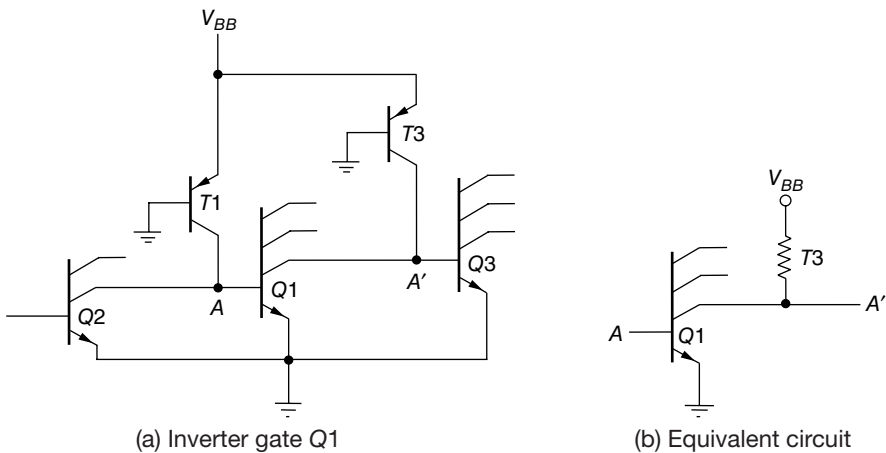 V_BB
T3
T1
V_BB
T3
Q3
Q1
A
A′
Q2
A
Q1
A′
(a) Inverter gate Q1
(b) Equivalent circuit